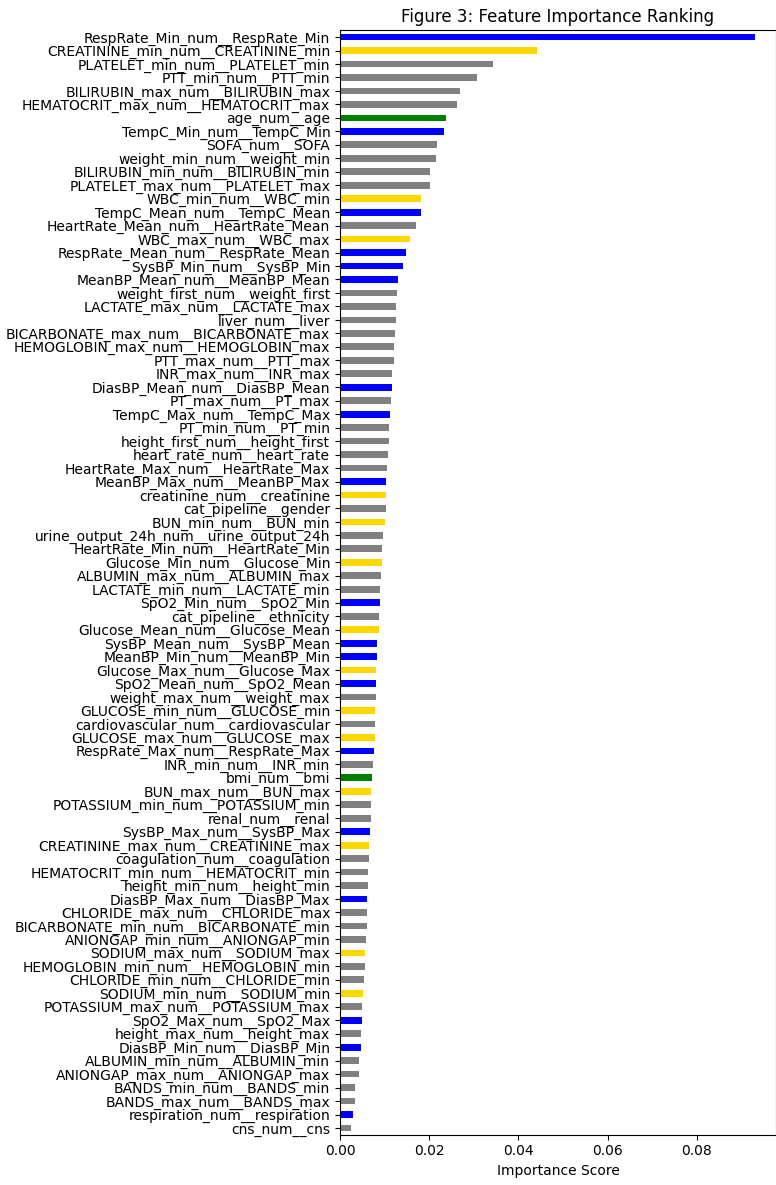 Figure 3: Feature Importance Ranking
RespRate_Min_num__RespRate_Min
CREATININE_min_num__CREATININE_min
PLATELET_min_num__PLATELET_min
PTT_min_num__PTT_min
BILIRUBIN_max_num__BILIRUBIN_max
HEMATOCRIT_max_num__HEMATOCRIT_max
age_num__age
TempC_Min_num__TempC_Min
SOFA_num__SOFA
weight_min_num__weight_min
BILIRUBIN_min_num__BILIRUBIN_min
PLATELET_max_num__PLATELET_max
WBC_min_num__WBC_min
TempC_Mean_num__TempC_Mean
HeartRate_Mean_num__HeartRate_Mean
WBC_max_num__WBC_max
RespRate_Mean_num__RespRate_Mean
SysBP_Min_num__SysBP_Min
MeanBP_Mean_num__MeanBP_Mean
weight_first_num__weight_first
LACTATE_max_num__LACTATE_max
liver_num__liver
BICARBONATE_max_num__BICARBONATE_max
HEMOGLOBIN_max_num__HEMOGLOBIN_max
PTT_max_num__PTT_max
INR_max_num__INR_max
DiasBP_Mean_num__DiasBP_Mean
PT_max_num__PT_max
TempC_Max_num__TempC_Max
PT_min_num__PT_min
height_first_num__height_first
heart_rate_num__heart_rate
HeartRate_Max_num__HeartRate_Max
MeanBP_Max_num__MeanBP_Max
creatinine_num__creatinine
cat_pipeline__gender
BUN_min_num__BUN_min
urine_output_24h_num__urine_output_24h
HeartRate_Min_num__HeartRate_Min
Glucose_Min_num__Glucose_Min
ALBUMIN_max_num__ALBUMIN_max
LACTATE_min_num__LACTATE_min
SpO2_Min_num__SpO2_Min
cat_pipeline__ethnicity
Glucose_Mean_num__Glucose_Mean
SysBP_Mean_num__SysBP_Mean
MeanBP_Min_num__MeanBP_Min
Glucose_Max_num__Glucose_Max
SpO2_Mean_num__SpO2_Mean
weight_max_num__weight_max
GLUCOSE_min_num__GLUCOSE_min
cardiovascular_num__cardiovascular
GLUCOSE_max_num__GLUCOSE_max
RespRate_Max_num__RespRate_Max
INR_min_num__INR_min
bmi_num__bmi
BUN_max_num__BUN_max
POTASSIUM_min_num__POTASSIUM_min
renal_num__renal
SysBP_Max_num__SysBP_Max
CREATININE_max_num__CREATININE_max
coagulation_num__coagulation
HEMATOCRIT_min_num__HEMATOCRIT_min
height_min_num__height_min
DiasBP_Max_num__DiasBP_Max
CHLORIDE_max_num__CHLORIDE_max
BICARBONATE_min_num__BICARBONATE_min
ANIONGAP_min_num__ANIONGAP_min
SODIUM_max_num__SODIUM_max
HEMOGLOBIN_min_num__HEMOGLOBIN_min
CHLORIDE_min_num__CHLORIDE_min
SODIUM_min_num__SODIUM_min
POTASSIUM_max_num__POTASSIUM_max
SpO2_Max_num__SpO2_Max
height_max_num__height_max
DiasBP_Min_num__DiasBP_Min
ALBUMIN_min_num__ALBUMIN_min
ANIONGAP_max_num__ANIONGAP_max
BANDS_min_num__BANDS_min
BANDS_max_num__BANDS_max
respiration_num__respiration
cns_num__cns
0.00 0.02 0.04 0.06 0.08
Importance Score